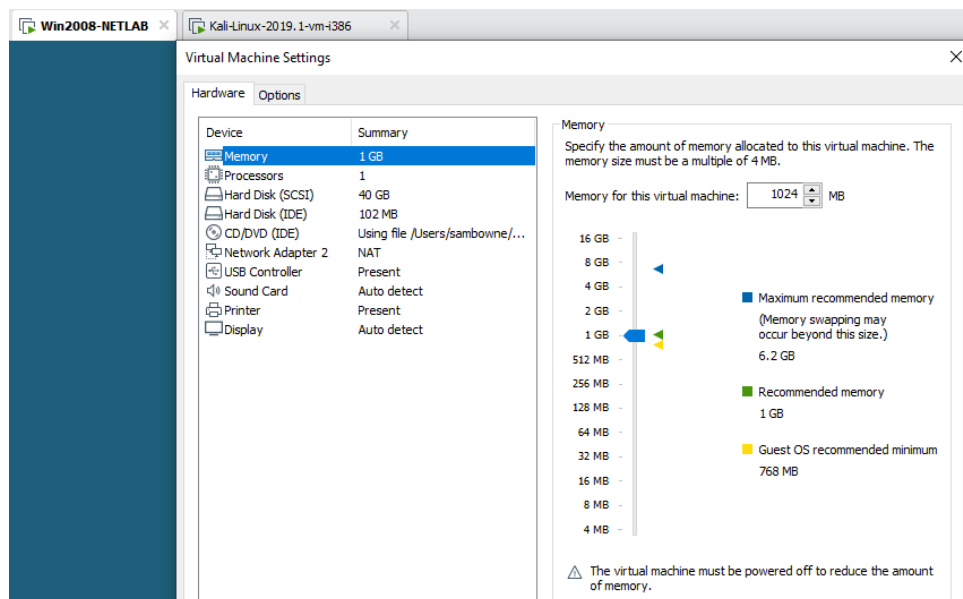 Win2008-NETLAB Kali-Linux-2019.1-vm-i386
Virtual Machine Settings
Hardware Options
Device Summary
Memory 1 GB
Processors 1
Hard Disk (SCSI) 40 GB
Hard Disk (IDE) 102 MB
CD/DVD (IDE) Using file /Users/sambowne/...
Network Adapter 2 NAT
USB Controller Present
Sound Card Auto detect
Printer Present
Display Auto detect
Memory
Specify the amount of memory allocated to this virtual machine. The
memory size must be a multiple of 4 MB.
Memory for this virtual machine: 1024 MB
16 GB
8 GB
4 GB
2 GB
1 GB
512 MB
256 MB
128 MB
64 MB
32 MB
16 MB
8 MB
4 MB
Maximum recommended memory
(Memory swapping may
occur beyond this size.)
6.2 GB
Recommended memory
1 GB
Guest OS recommended minimum
768 MB
The virtual machine must be powered off to reduce the amount
of memory.